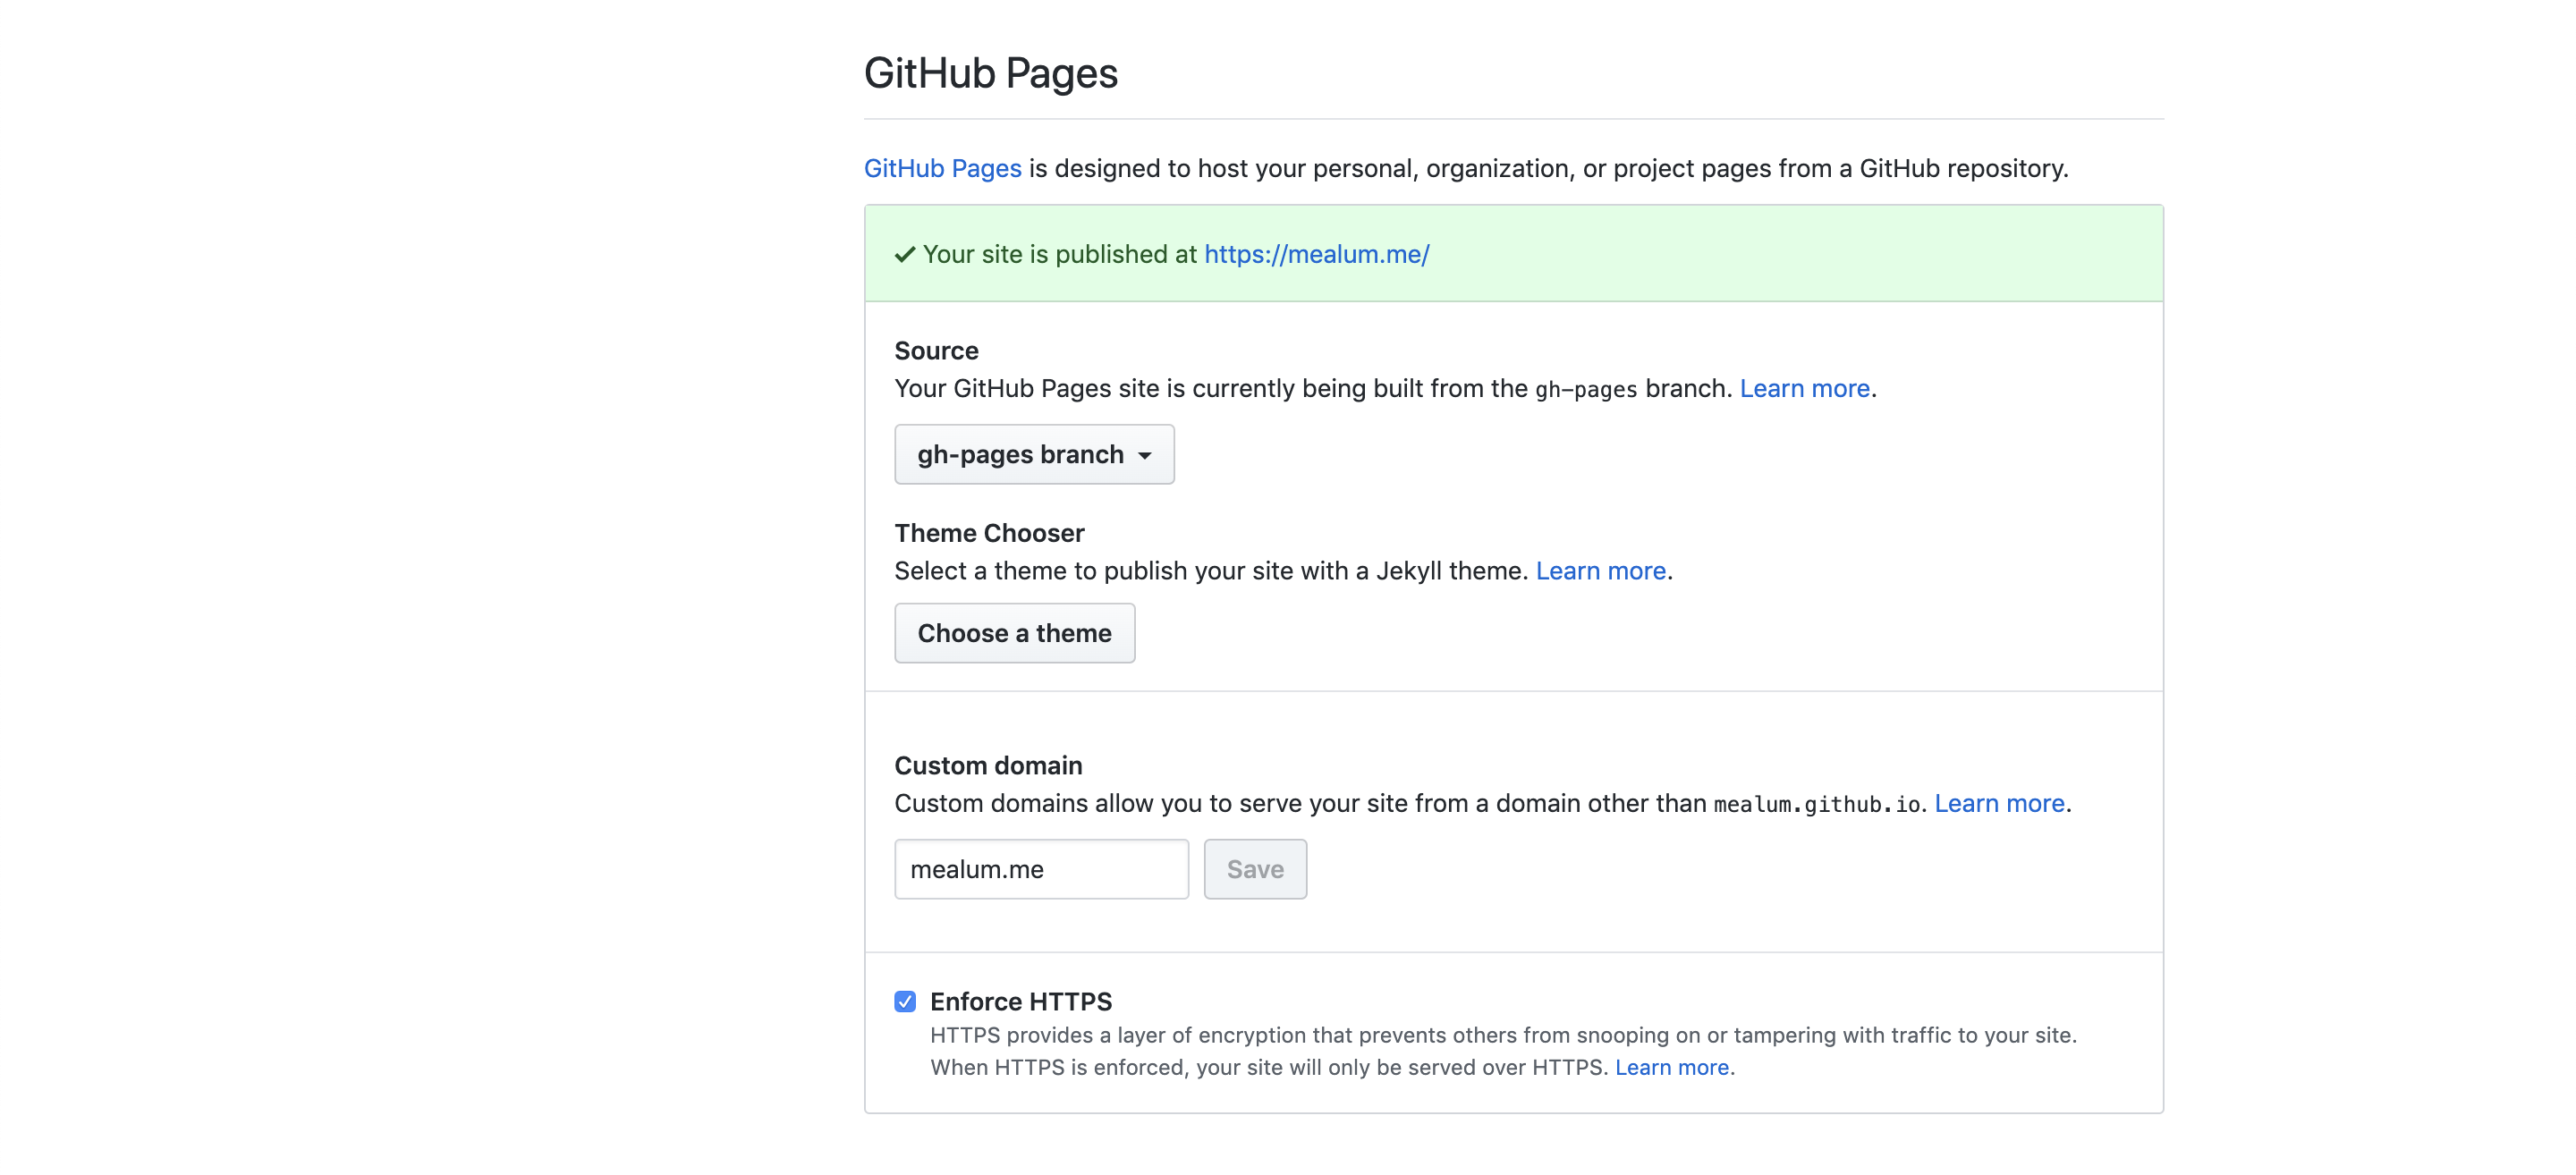 GitHub Pages
GitHub Pages is designed to host your personal, organization, or project pages from a GitHub repository.
Your site is published at https://mealum.me/
Source
Your GitHub Pages site is currently being built from the gh-pages branch. Learn more.
gh-pages branch
Theme Chooser
Select a theme to publish your site with a Jekyll theme. Learn more.
Choose a theme
Custom domain
Custom domains allow you to serve your site from a domain other than mealum.github.io. Learn more.
mealum.me Save
Enforce HTTPS
HTTPS provides a layer of encryption that prevents others from snooping on or tampering with traffic to your site.
When HTTPS is enforced, your site will only be served over HTTPS. Learn more.